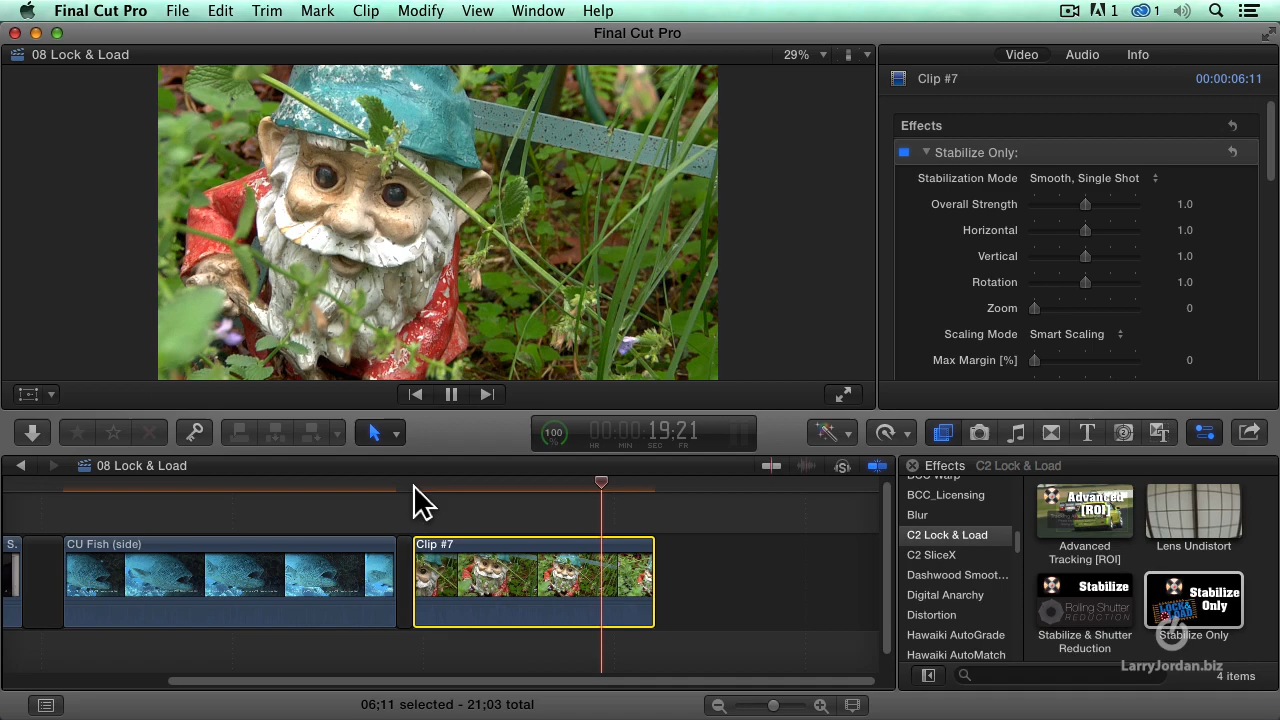 Final Cut Pro File Edit Trim Mark Clip Modify View Window Help 1 1
Final Cut Pro
08 Lock & Load 29%
Video Audio Info
Clip #7 00:00:06:11
Effects
Stabilize Only:
Stabilization Mode Smooth, Single Shot
Overall Strength 1.0
Horizontal 1.0
Vertical 1.0
Rotation 1.0
Zoom 0
Scaling Mode Smart Scaling
Max Margin [%] 0
100 %
00:00:19:21
HR MIN SEC FR
08 Lock & Load
Effects C2 Lock & Load
BCC Warp
BCC_Licensing
Blur
C2 Lock & Load
C2 SliceX
Dashwood Smoot...
Digital Anarchy
Distortion
Hawaiki AutoGrade
Hawaiki AutoMatch
Advanced [ROI]
Advanced Tracking [ROI]
Lens Undistort
Stabilize
Rolling Shutter REDUCTION
Stabilize & Shutter Reduction
Stabilize Only
LOCK& LOAD
Stabilize Only
S.
CU Fish (side)
Clip #7
LarryJordan.biz
4 items
06;11 selected - 21;03 total